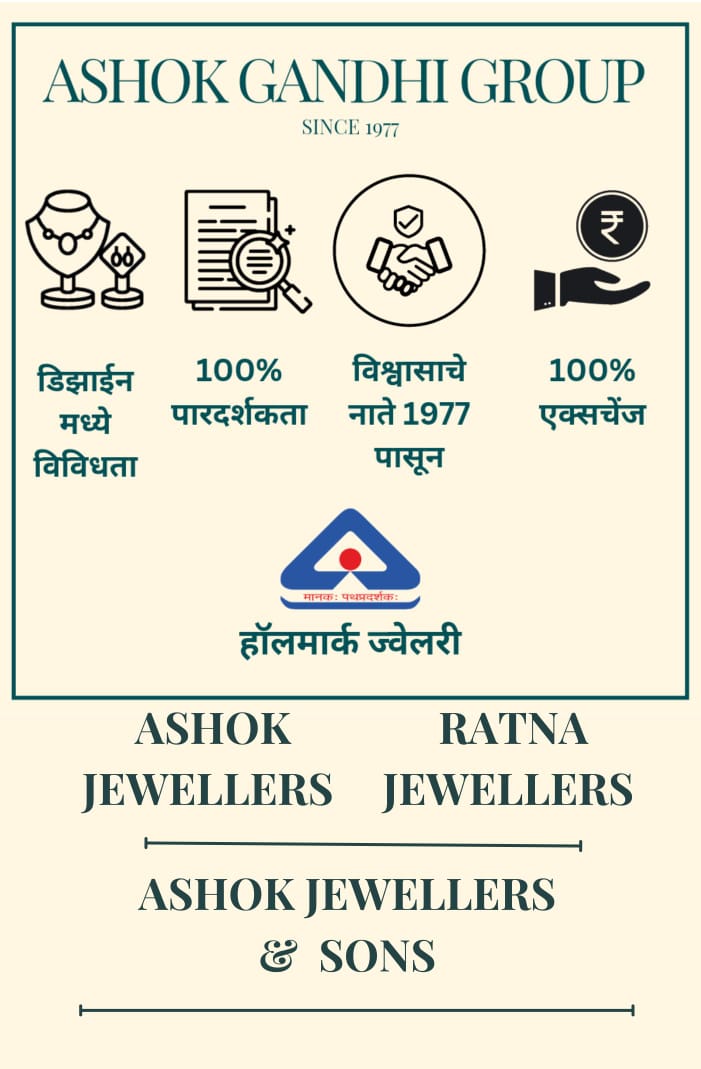 ASHOK GANDHI GROUP
SINCE 1977
डिझाईन
मध्ये
विविधता
100%
पारदर्शकता
विश्वासाचे
नाते 1977
पासून
₹
100%
एक्सचेंज
मानकः पथप्रदर्शकः
हॉलमार्क ज्वेलरी
ASHOK
JEWELLERS
RATNA
JEWELLERS
ASHOK JEWELLERS
& SONS